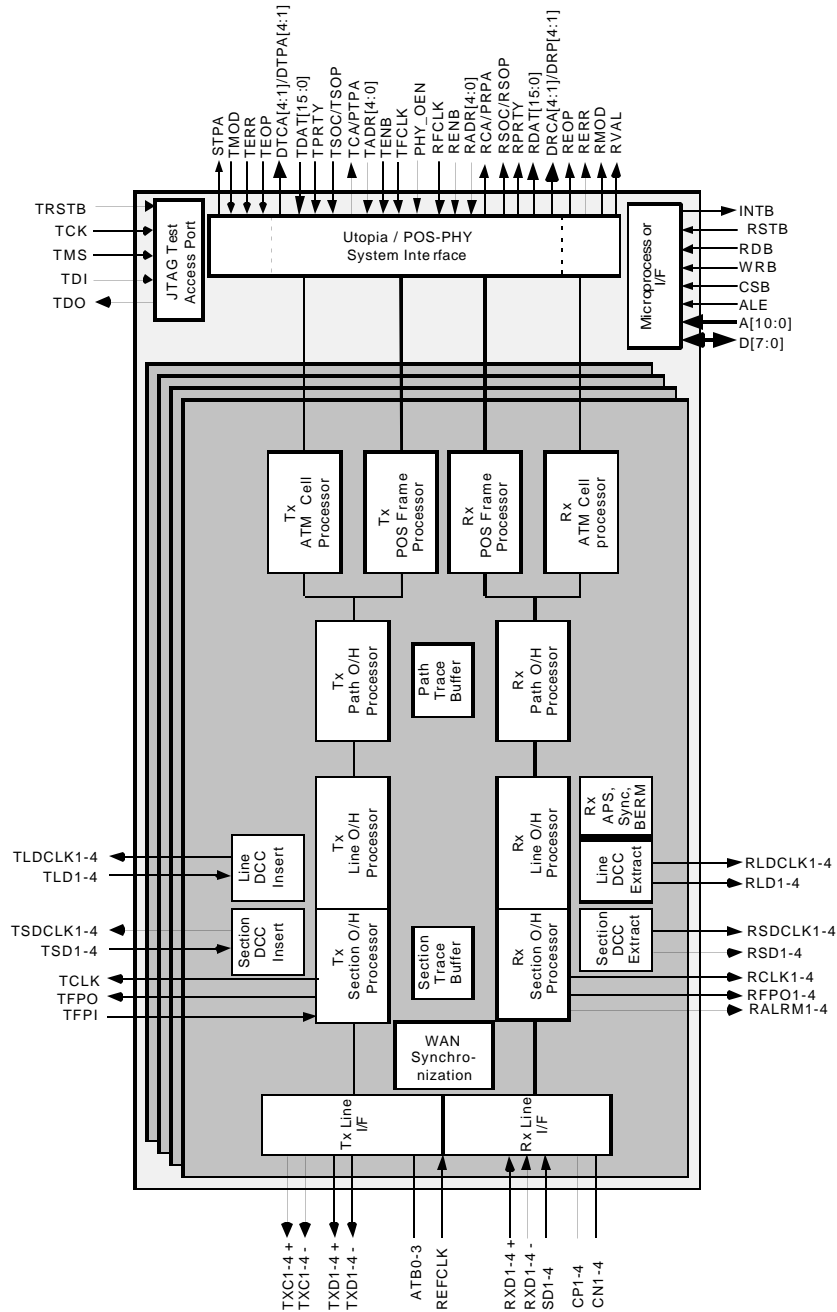 STPA
TMOD
TERR
TEOP
DTCA[4:1]/DTPA[4:1]
TDAT[15:0]
TPRTY
TSOC/TSOP
TCA/PTPA
TADR[4:0]
TENB
TFCLK
PHY_OEN
RFCLK
RENB
RADR[4:0]
RCA/PRPA
RSOC/RSOP
RPRTY
RDAT[15:0]
DRCA[4:1]/DRP[4:1]
REOP
RERR
RMOD
RVAL
TRSTB
TCK
TMS
TDI
TDO
JTAG Test
Access Port
Utopia / POS-PHY
System Interface
Microprocessor
I/F
INTB
RSTB
RDB
WRB
CSB
ALE
A[10:0]
D[7:0]
Tx
ATM Cell
Processor
Tx
POS Frame
Processor
Rx
POS Frame
Processor
Rx
ATM Cell
processor
Tx
Path O/H
Processor
Path
Trace
Buffer
Rx
Path O/H
Processor
TLDCLK1-4
TLD1-4
Line
DCC
Insert
Tx
Line O/H
Processor
Rx
Line O/H
Processor
Rx
APS,
Sync,
BERM
Line
DCC
Extract
RLDCLK1-4
RLD1-4
TSDCLK1-4
TSD1-4
TCLK
TFPO
TFPI
Section
DCC
Insert
Tx
Section O/H
Processor
Section
Trace
Buffer
Rx
Section O/H
Processor
Section
DCC
Extract
RSDCLK1-4
RSD1-4
RCLK1-4
RFPO1-4
RALRM1-4
WAN
Synchro-
nization
Tx Line
I/F
Rx Line
I/F
TXC1-4 +
TXC1-4 -
TXD1-4 +
TXD1-4 -
ATB0-3
REFCLK
RXD1-4 +
RXD1-4 -
SD1-4
CP1-4
CN1-4